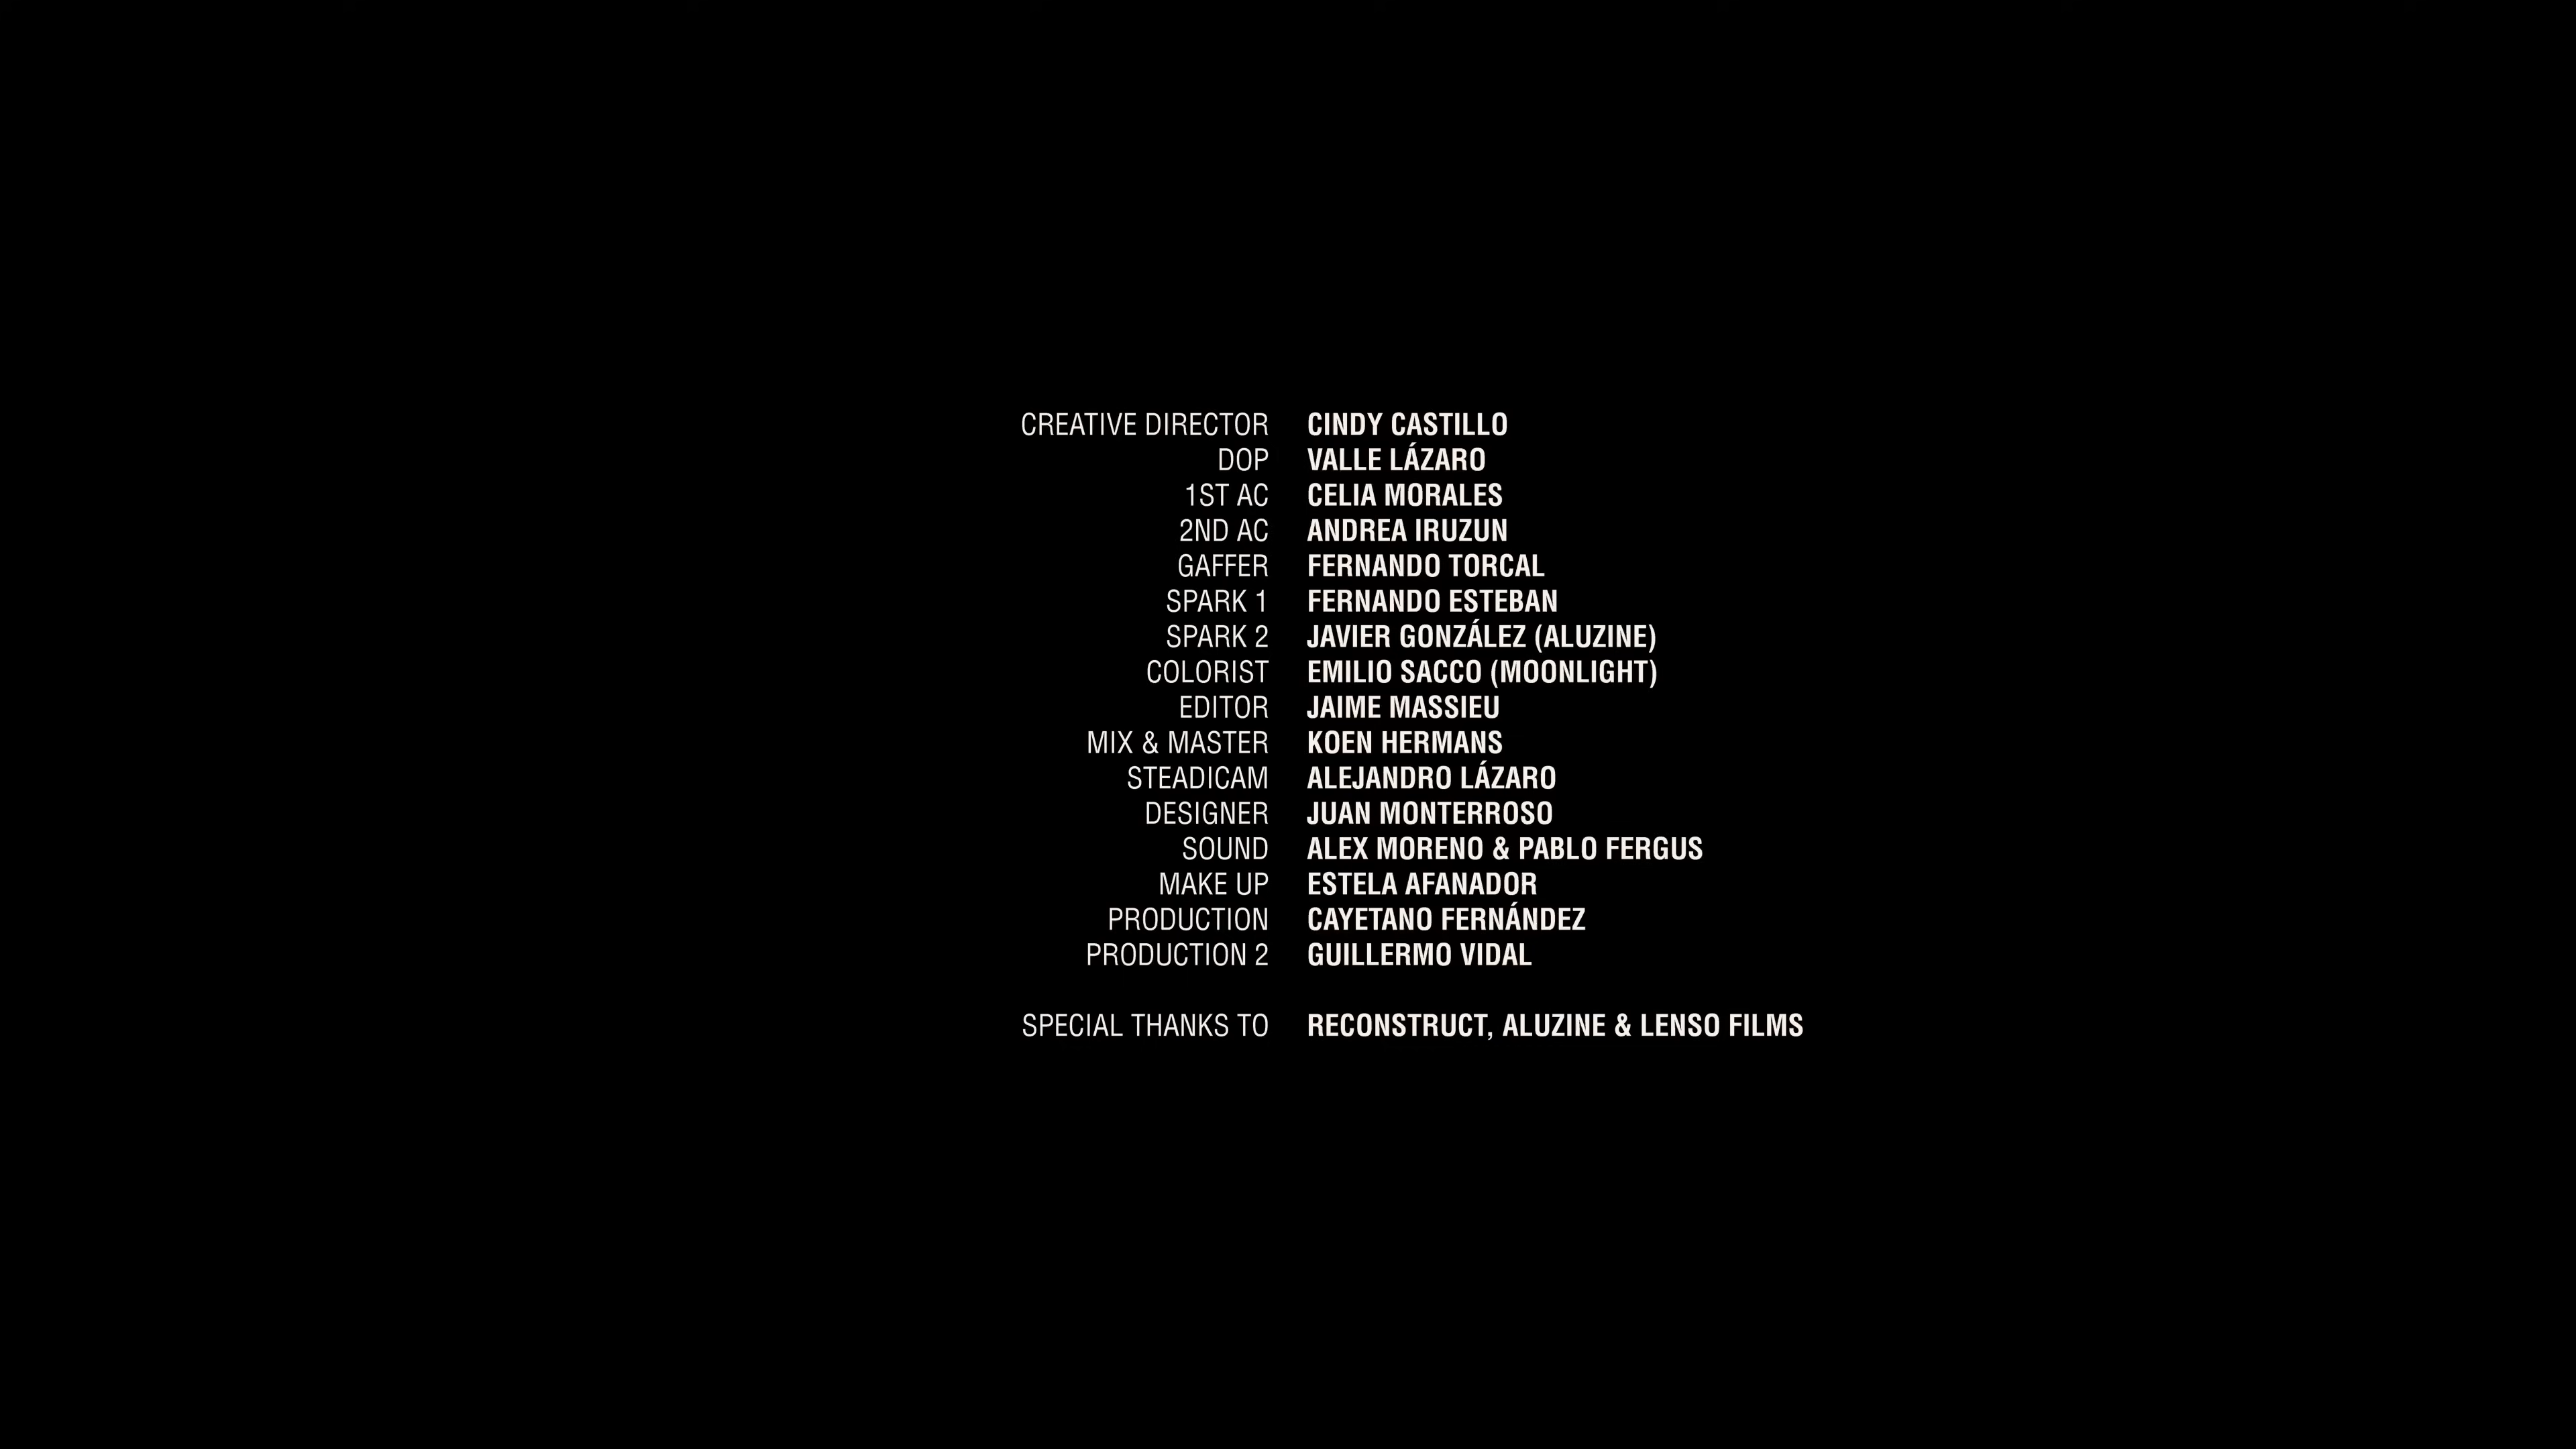 CREATIVE DIRECTOR CINDY CASTILLO
DOP VALLE LÁZARO
1ST AC CELIA MORALES
2ND AC ANDREA IRUZUN
GAFFER FERNANDO TORCAL
SPARK 1 FERNANDO ESTEBAN
SPARK 2 JAVIER GONZÁLEZ (ALUZINE)
COLORIST EMILIO SACCO (MOONLIGHT)
EDITOR JAIME MASSIEU
MIX & MASTER KOEN HERMANS
STEADICAM ALEJANDRO LÁZARO
DESIGNER JUAN MONTERROSO
SOUND ALEX MORENO & PABLO FERGUS
MAKE UP ESTELA AFANADOR
PRODUCTION CAYETANO FERNÁNDEZ
PRODUCTION 2 GUILLERMO VIDAL
SPECIAL THANKS TO RECONSTRUCT, ALUZINE & LENSO FILMS